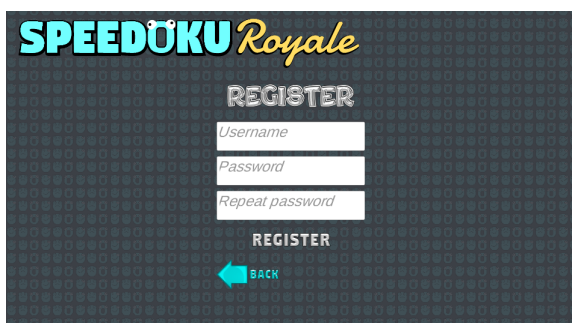 SPEEDOKU Royale
REGISTER
Username
Password
Repeat password
REGISTER
BACK